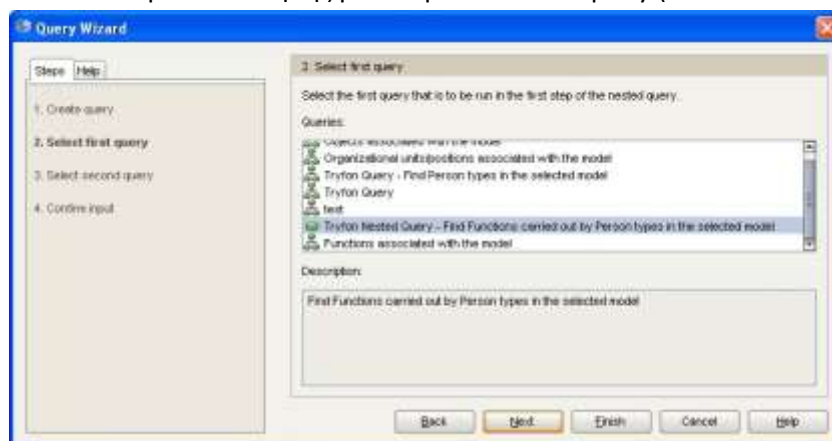 Query Wizard
Steps Help
1. Create query
2. Select first query
3. Select second query
4. Confirm input
2. Select first query
Select the first query that is to be run in the first step of the nested query.
Queries:
Objects associated with the model
Organizational units/positions associated with the model
Tryfon Query - Find Person types in the selected model
Tryfon Query
test
Tryfon Nested Query - Find Functions carried out by Person types in the selected model
Functions associated with the model
Description:
Find Functions carried out by Person types in the selected model
Back Next Finish Cancel Help